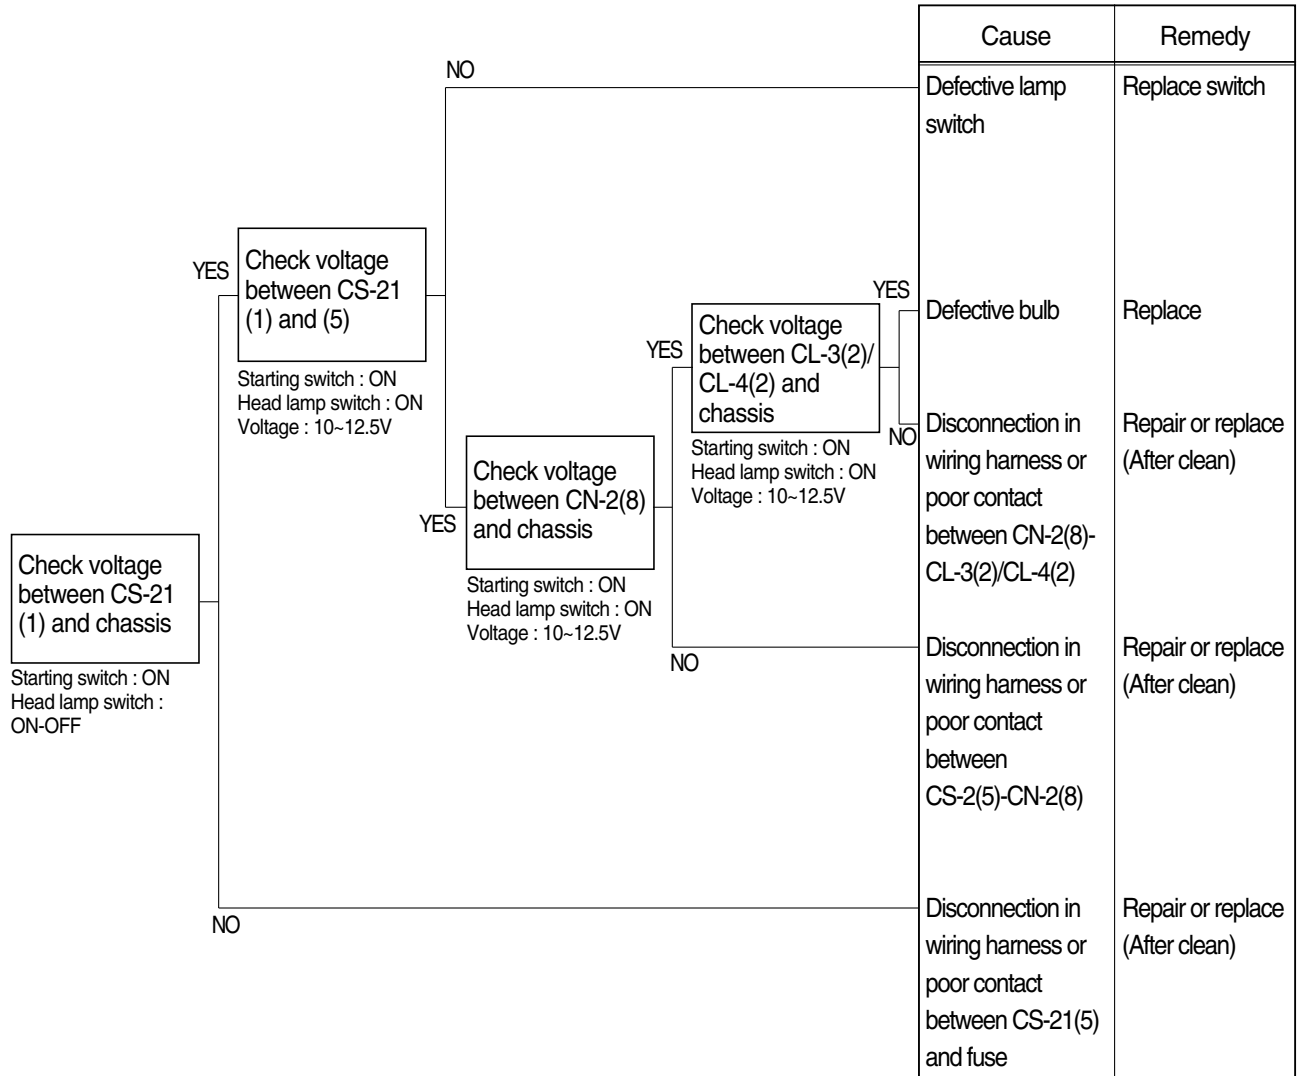 Cause
Remedy
NO
Defective lamp
switch
Replace switch
YES
Check voltage
between CS-21
(1) and (5)
Starting switch : ON
Head lamp switch : ON
Voltage : 10~12.5V
YES
Defective bulb
Replace
YES
Check voltage
between CL-3(2)/
CL-4(2) and
chassis
Starting switch : ON
Head lamp switch : ON
Voltage : 10~12.5V
NO
Disconnection in
wiring harness or
poor contact
between CN-2(8)-
CL-3(2)/CL-4(2)
Repair or replace
(After clean)
YES
Check voltage
between CN-2(8)
and chassis
Starting switch : ON
Head lamp switch : ON
Voltage : 10~12.5V
Check voltage
between CS-21
(1) and chassis
Starting switch : ON
Head lamp switch :
ON-OFF
NO
Disconnection in
wiring harness or
poor contact
between
CS-2(5)-CN-2(8)
Repair or replace
(After clean)
NO
Disconnection in
wiring harness or
poor contact
between CS-21(5)
and fuse
Repair or replace
(After clean)